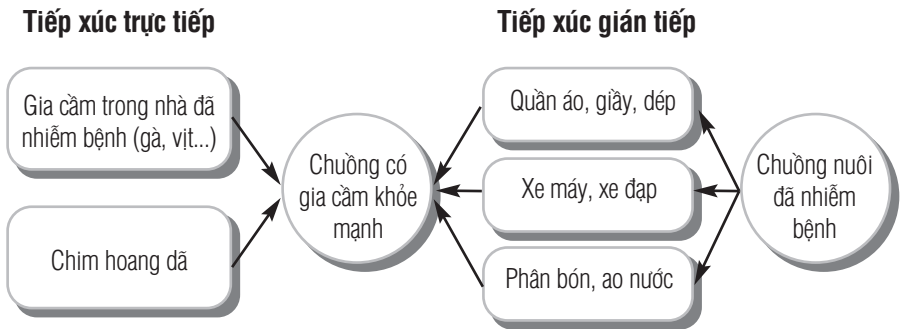 Tiếp xúc trực tiếp
Tiếp xúc gián tiếp
Gia cầm trong nhà đã
nhiễm bệnh (gà, vịt...)
Chim hoang dã
Chuồng có
gia cầm khỏe
mạnh
Quần áo, giầy, dép
Xe máy, xe đạp
Phân bón, ao nước
Chuồng nuôi
đã nhiễm
bệnh